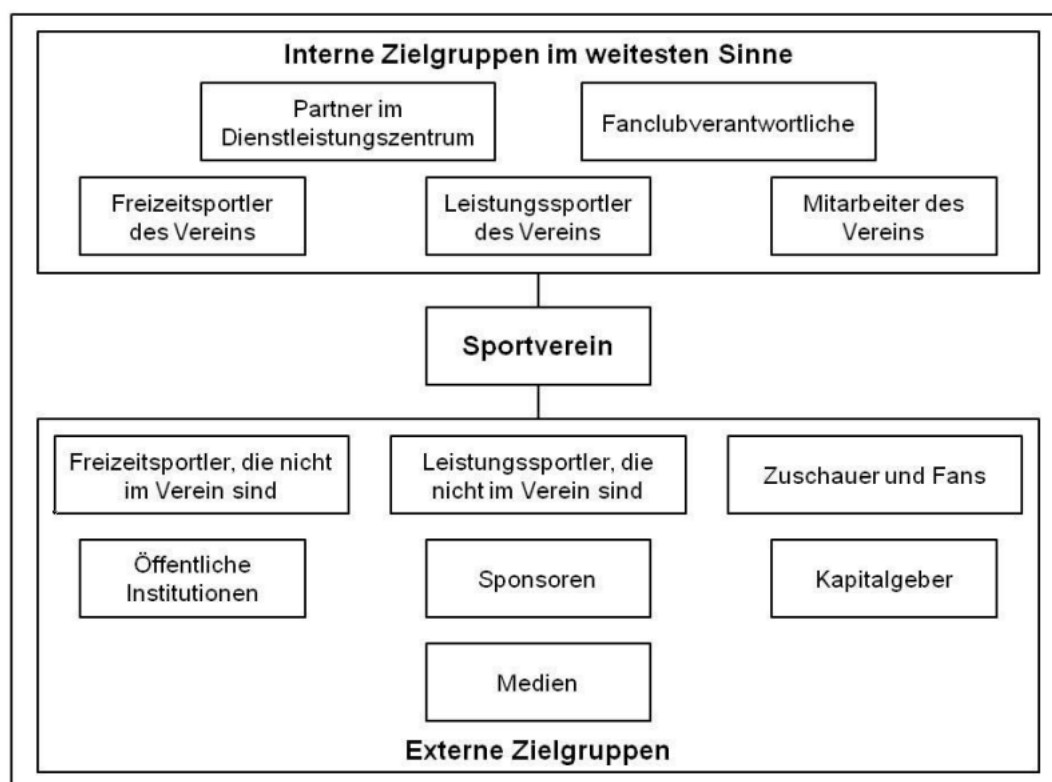 Interne Zielgruppen im weitesten Sinne
Partner im
Dienstleistungszentrum
Fanclubverantwortliche
Freizeitsportler
des Vereins
Leistungssportler
des Vereins
Mitarbeiter des
Vereins
Sportverein
Freizeitsportler, die nicht
im Verein sind
Leistungssportler, die
nicht im Verein sind
Zuschauer und Fans
Öffentliche
Institutionen
Sponsoren
Kapitalgeber
Medien
Externe Zielgruppen